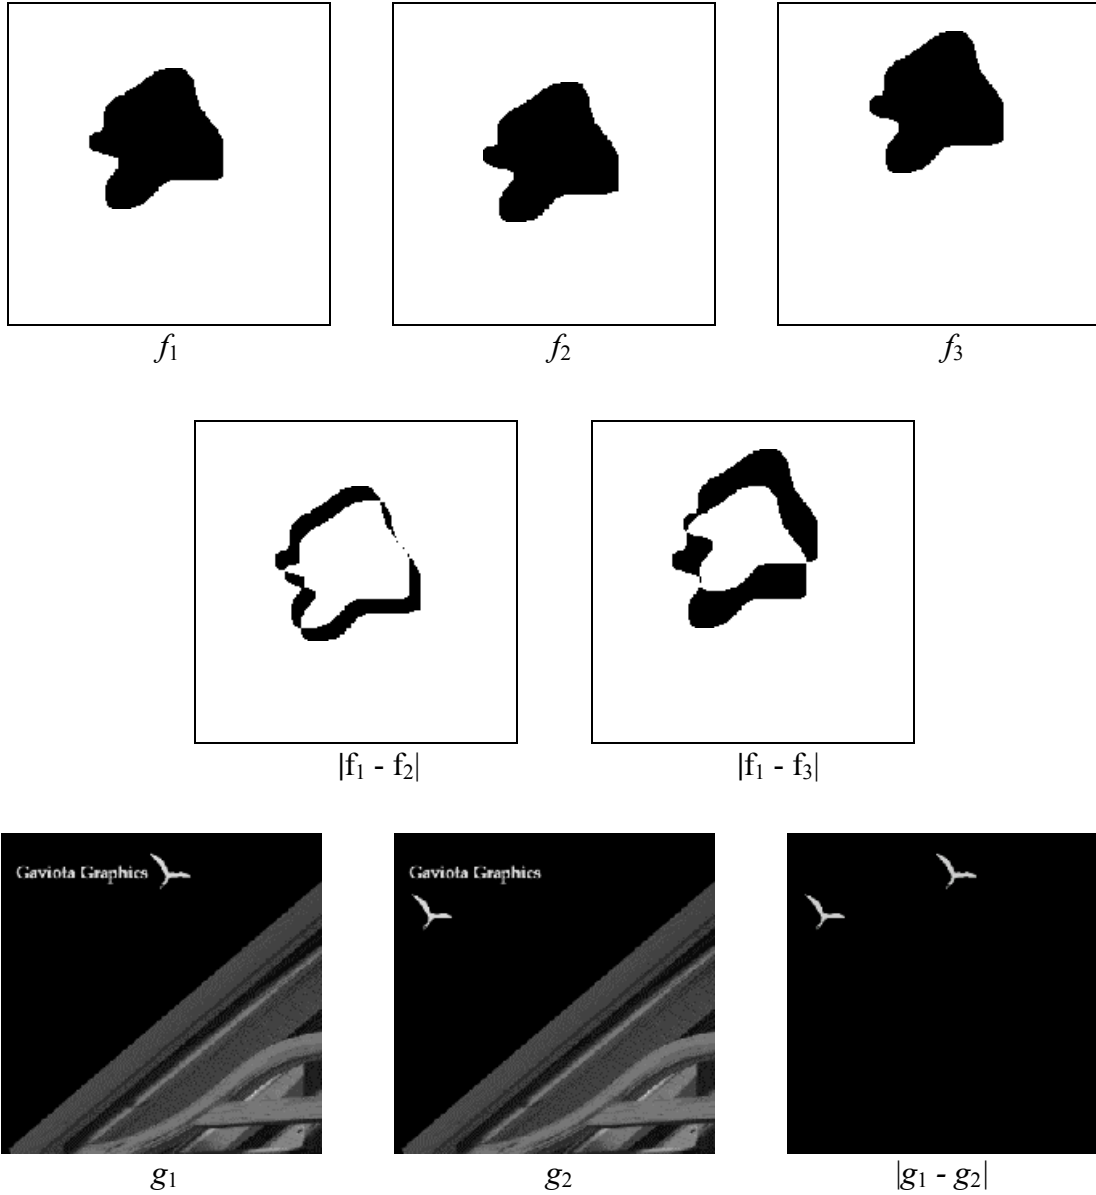 f1
f2
f3
|f1 - f2|
|f1 - f3|
Gaviota Graphics
Gaviota Graphics
g1
g2
|g1 - g2|